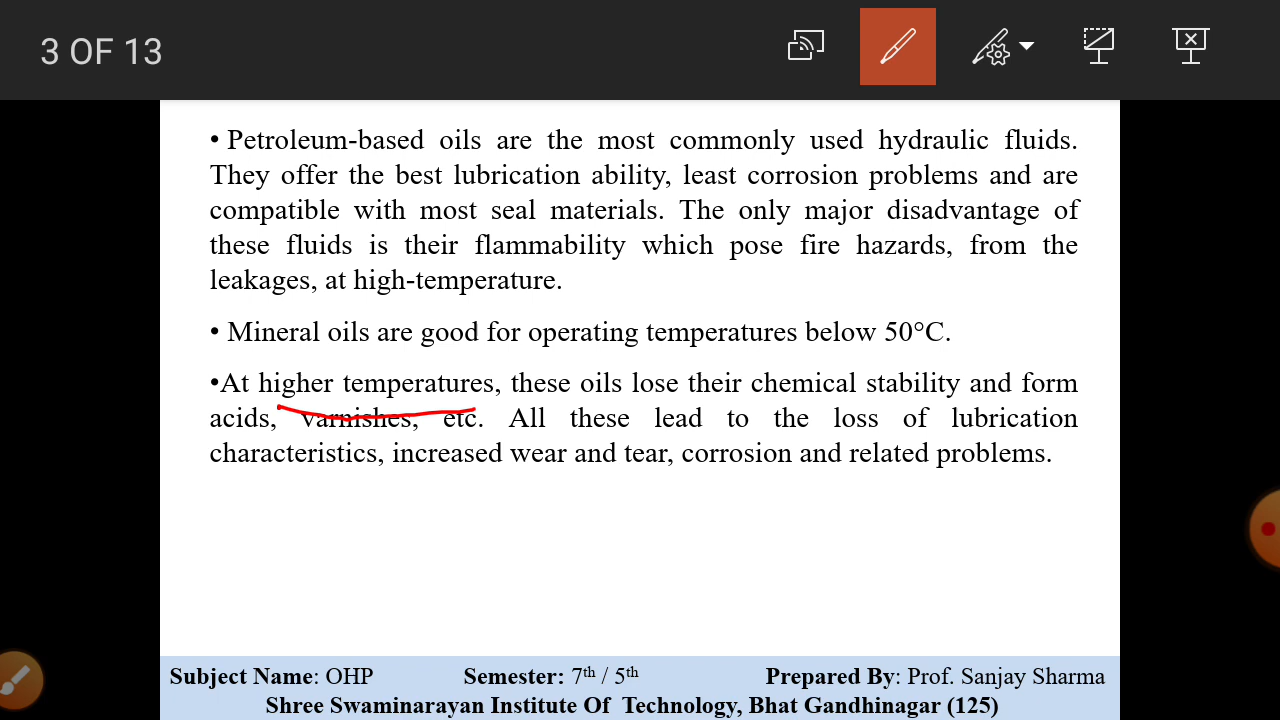 3 OF 13
• Petroleum-based oils are the most commonly used hydraulic fluids.
They offer the best lubrication ability, least corrosion problems and are
compatible with most seal materials. The only major disadvantage of
these fluids is their flammability which pose fire hazards, from the
leakages, at high-temperature.
• Mineral oils are good for operating temperatures below 50°C.
•At higher temperatures, these oils lose their chemical stability and form
acids, varnishes, etc. All these lead to the loss of lubrication
characteristics, increased wear and tear, corrosion and related problems.
Subject Name: OHP Semester: 7th / 5th Prepared By: Prof. Sanjay Sharma
Shree Swaminarayan Institute Of Technology, Bhat Gandhinagar (125)